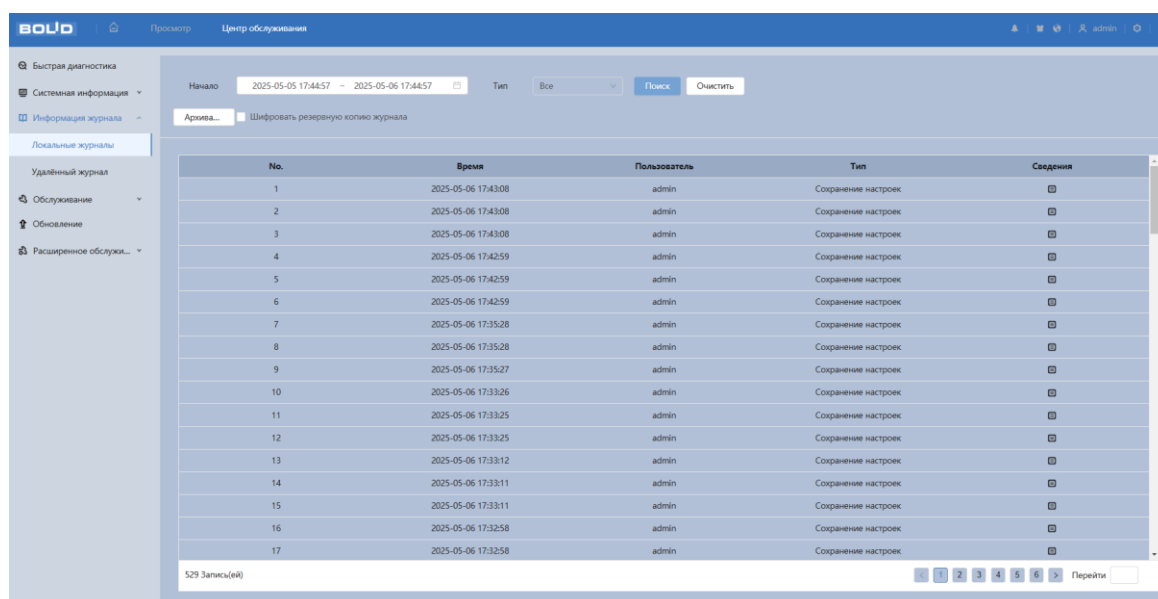 BOLID Просмотр Центр обслуживания admin
Быстрая диагностика
Системная информация
Информация журнала
Локальные журналы
Удалённый журнал
Обслуживание
Обновление
Расширенное обслужи...
Начало 2025-05-05 17:44:57 ~ 2025-05-06 17:44:57 Тип Все Поиск Очистить
Архива... Шифровать резервную копию журнала
No. Время Пользователь Тип Сведения
1 2025-05-06 17:43:08 admin Сохранение настроек
2 2025-05-06 17:43:08 admin Сохранение настроек
3 2025-05-06 17:43:08 admin Сохранение настроек
4 2025-05-06 17:42:59 admin Сохранение настроек
5 2025-05-06 17:42:59 admin Сохранение настроек
6 2025-05-06 17:42:59 admin Сохранение настроек
7 2025-05-06 17:35:28 admin Сохранение настроек
8 2025-05-06 17:35:28 admin Сохранение настроек
9 2025-05-06 17:35:27 admin Сохранение настроек
10 2025-05-06 17:33:26 admin Сохранение настроек
11 2025-05-06 17:33:25 admin Сохранение настроек
12 2025-05-06 17:33:25 admin Сохранение настроек
13 2025-05-06 17:33:12 admin Сохранение настроек
14 2025-05-06 17:33:11 admin Сохранение настроек
15 2025-05-06 17:33:11 admin Сохранение настроек
16 2025-05-06 17:32:58 admin Сохранение настроек
17 2025-05-06 17:32:58 admin Сохранение настроек
529 Запись(ей) < 1 2 3 4 5 6 > Перейти